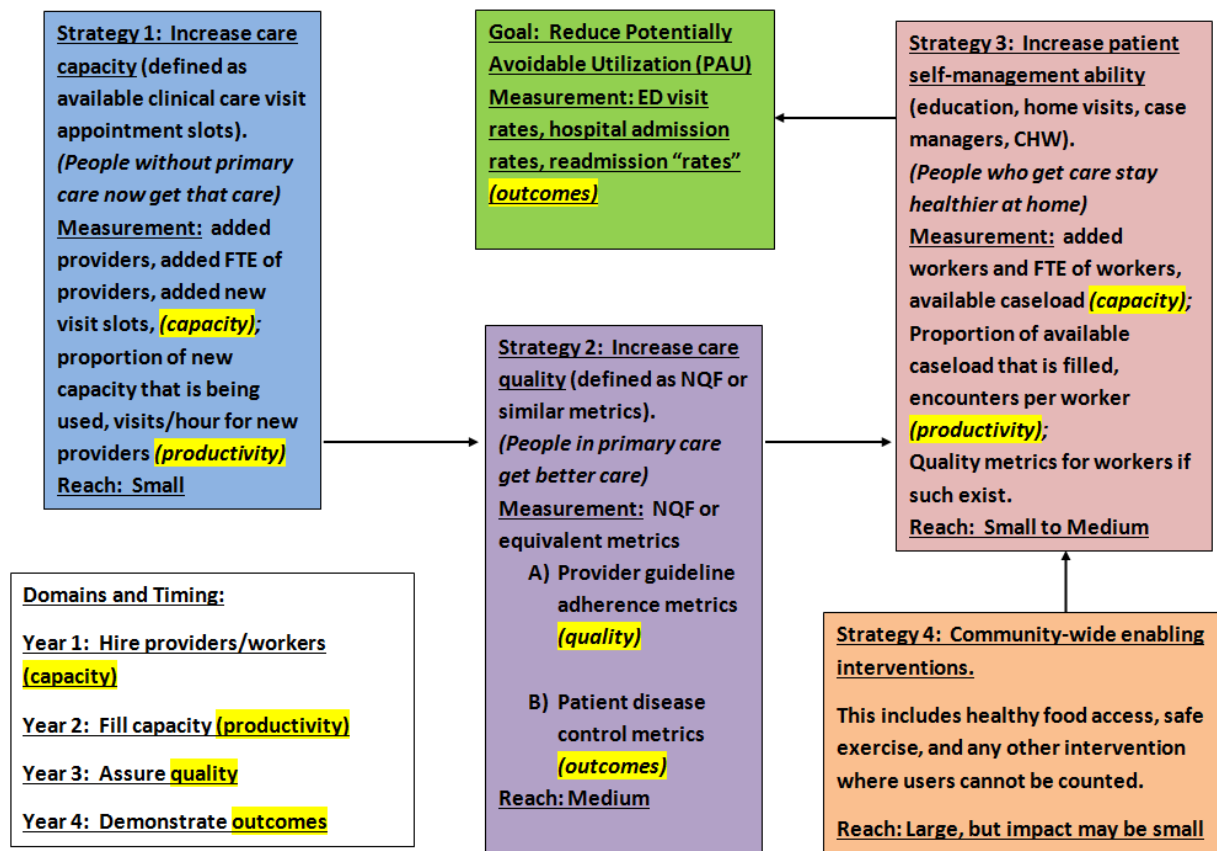 Strategy 1:  Increase care
capacity (defined as
available clinical care visit
appointment slots).
(People without primary
care now get that care)
Measurement:  added
providers, added FTE of
providers, added new
visit slots, (capacity);
proportion of new
capacity that is being
used, visits/hour for new
providers (productivity)
Reach:  Small
Goal:  Reduce Potentially
Avoidable Utilization (PAU)
Measurement: ED visit
rates, hospital admission
rates, readmission “rates”
(outcomes)
Strategy 3:  Increase patient
self-management ability
(education, home visits, case
managers, CHW).
(People who get care stay
healthier at home)
Measurement:  added
workers and FTE of workers,
available caseload (capacity);
Proportion of available
caseload that is filled,
encounters per worker
(productivity);
Quality metrics for workers if
such exist.
Reach:  Small to Medium
Strategy 2:  Increase care
quality (defined as NQF or
similar metrics).
(People in primary care
get better care)
Measurement:  NQF or
equivalent metrics
A) Provider guideline
adherence metrics
(quality)
B) Patient disease
control metrics
(outcomes)
Reach: Medium
Domains and Timing:
Year 1:  Hire providers/workers
(capacity)
Year 2:  Fill capacity (productivity)
Year 3:  Assure quality
Year 4:  Demonstrate outcomes
Strategy 4:  Community-wide enabling
interventions.
This includes healthy food access, safe
exercise, and any other intervention
where users cannot be counted.
Reach: Large, but impact may be small